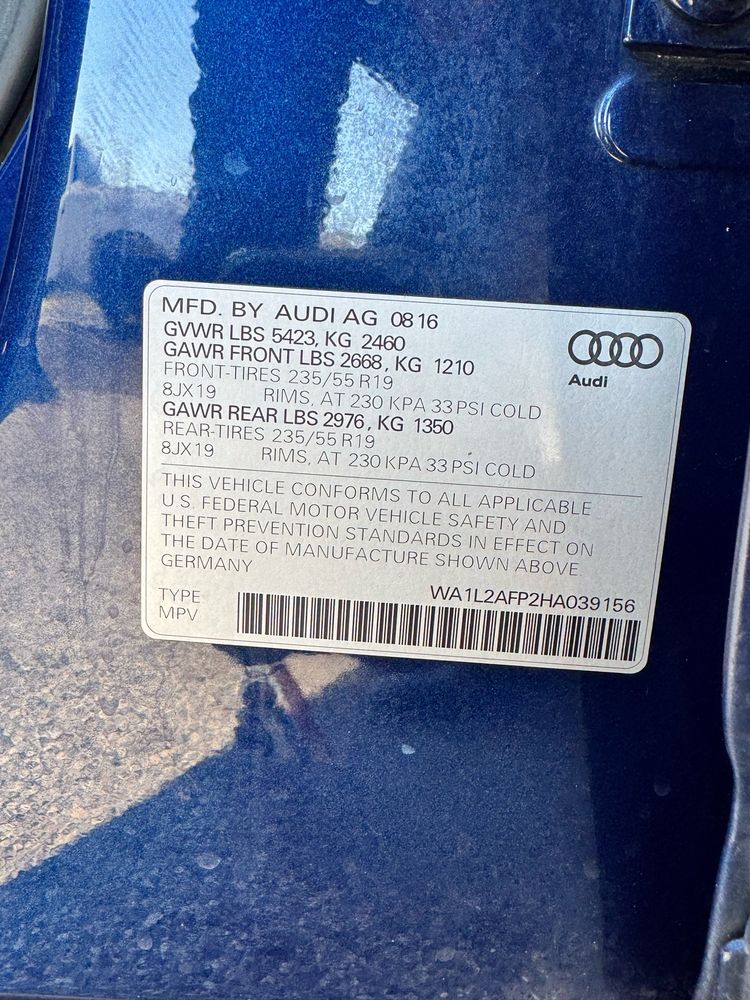 MFD. BY AUDI AG 08 16
GVWR LBS 5423, KG 2460
GAWR FRONT LBS 2668, KG 1210
FRONT-TIRES 235/55 R19
8JX19 RIMS, AT 230 KPA 33 PSI COLD
GAWR REAR LBS 2976, KG 1350
REAR-TIRES 235/55 R19
8JX19 RIMS, AT 230 KPA 33 PSI COLD
Audi
THIS VEHICLE CONFORMS TO ALL APPLICABLE
U.S. FEDERAL MOTOR VEHICLE SAFETY AND
THEFT PREVENTION STANDARDS IN EFFECT ON
THE DATE OF MANUFACTURE SHOWN ABOVE
GERMANY
WA1L2AFP2HA039156
TYPE
MPV